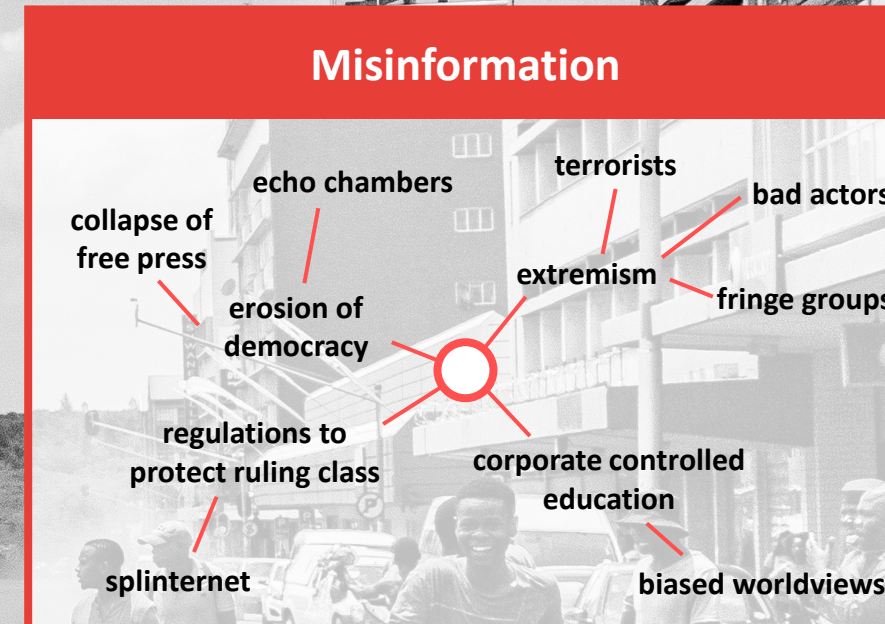 Misinformation
echo chambers
terrorists
bad actors
collapse of
free press
extremism
fringe groups
erosion of
democracy
regulations to
protect ruling class
corporate controlled
education
splinternet
biased worldviews